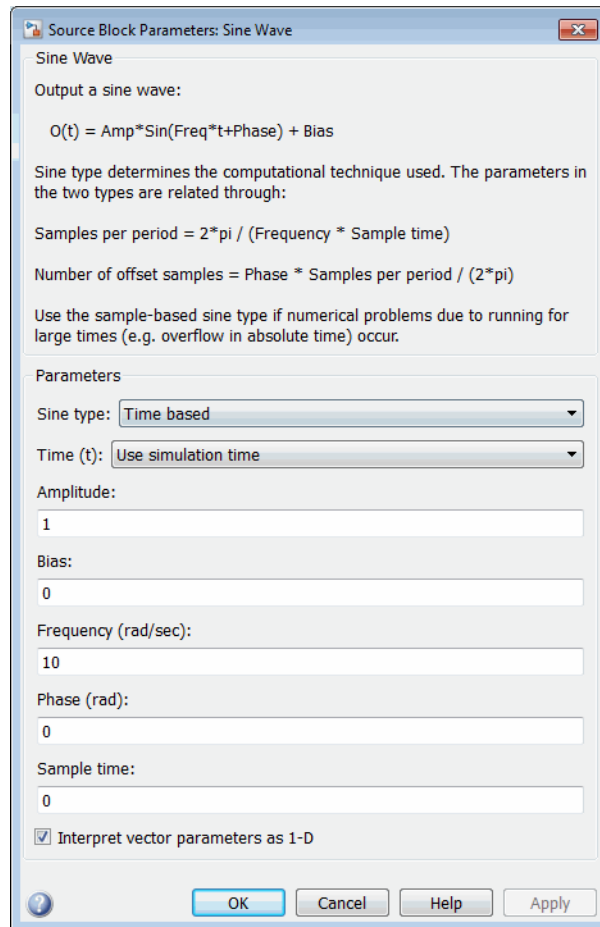 Source Block Parameters: Sine Wave
Sine Wave
Output a sine wave:
O(t) = Amp*Sin(Freq*t+Phase) + Bias
Sine type determines the computational technique used. The parameters in
the two types are related through:
Samples per period = 2*pi / (Frequency * Sample time)
Number of offset samples = Phase * Samples per period / (2*pi)
Use the sample-based sine type if numerical problems due to running for
large times (e.g. overflow in absolute time) occur.
Parameters
Sine type: Time based
Time (t): Use simulation time
Amplitude:
1
Bias:
0
Frequency (rad/sec):
10
Phase (rad):
0
Sample time:
0
Interpret vector parameters as 1-D
OK Cancel Help Apply